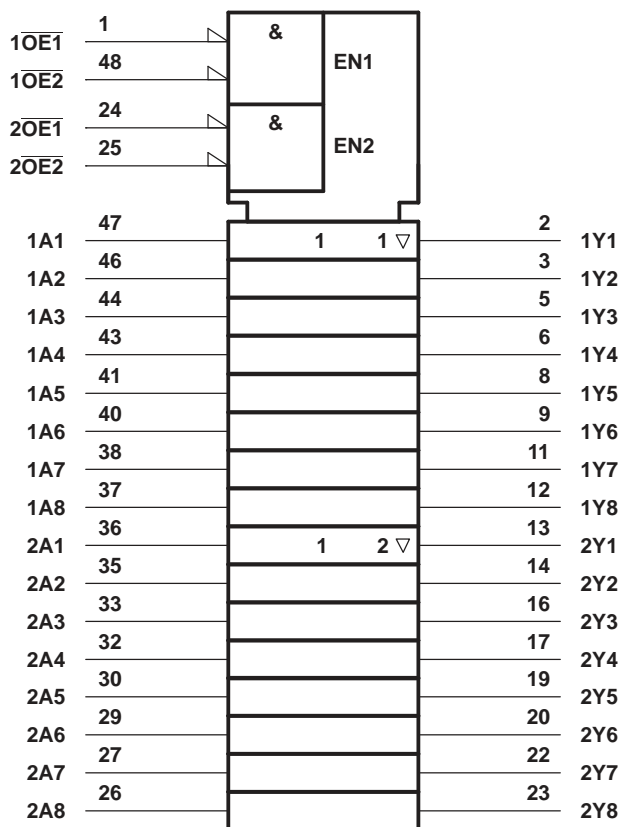 1OE1 1 &
EN1
1OE2 48
2OE1 24 &
EN2
2OE2 25
1A1 47 1 1 ▽ 2 1Y1
1A2 46 3 1Y2
1A3 44 5 1Y3
1A4 43 6 1Y4
1A5 41 8 1Y5
1A6 40 9 1Y6
1A7 38 11 1Y7
1A8 37 12 1Y8
2A1 36 1 2 ▽ 13 2Y1
2A2 35 14 2Y2
2A3 33 16 2Y3
2A4 32 17 2Y4
2A5 30 19 2Y5
2A6 29 20 2Y6
2A7 27 22 2Y7
2A8 26 23 2Y8